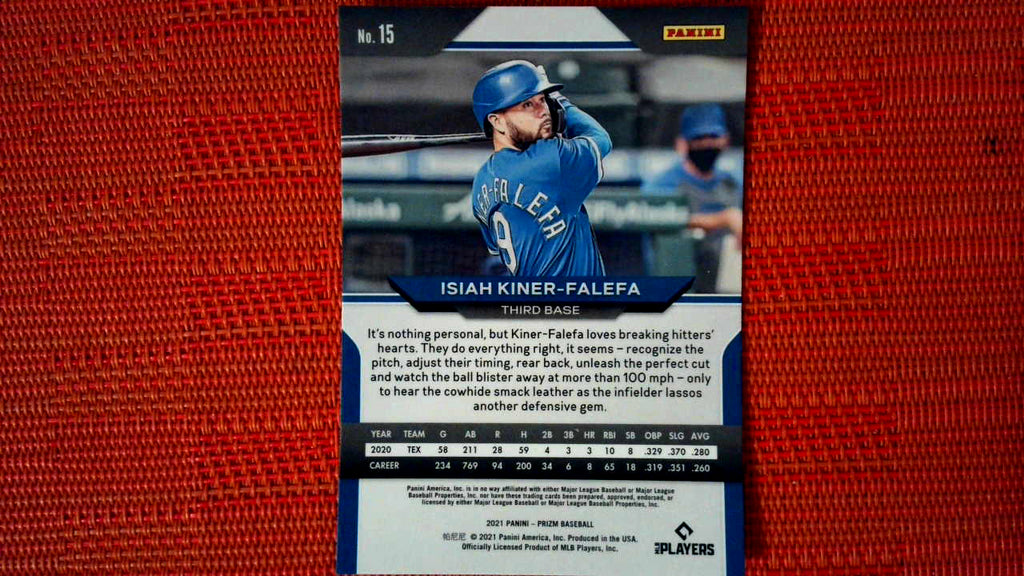 No. 15
PANINI
ER-FALEFA
9
FlyAlaska
ISIAH KINER-FALEFA
THIRD BASE
It's nothing personal, but Kiner-Falefa loves breaking hitters'
hearts. They do everything right, it seems – recognize the
pitch, adjust their timing, rear back, unleash the perfect cut
and watch the ball blister away at more than 100 mph – only
to hear the cowhide smack leather as the infielder lassos
another defensive gem.
YEAR TEAM G AB R H 2B 3B HR RBI SB OBP SLG AVG
2020 TEX 58 211 28 59 4 3 3 10 8 .329 .370 .280
CAREER 234 769 94 200 34 6 8 65 18 .319 .351 .260
Panini America, Inc. is in no way affiliated with either Major League Baseball or Major League
Baseball Properties, Inc. nor have these trading cards been prepared, approved, endorsed, or
licensed by either Major League Baseball or Major League Baseball Properties, Inc.
2021 PANINI – PRIZM BASEBALL
帕尼尼 © 2021 Panini America, Inc. Produced in the USA.
Officially Licensed Product of MLB Players, Inc.
MLB PLAYERS